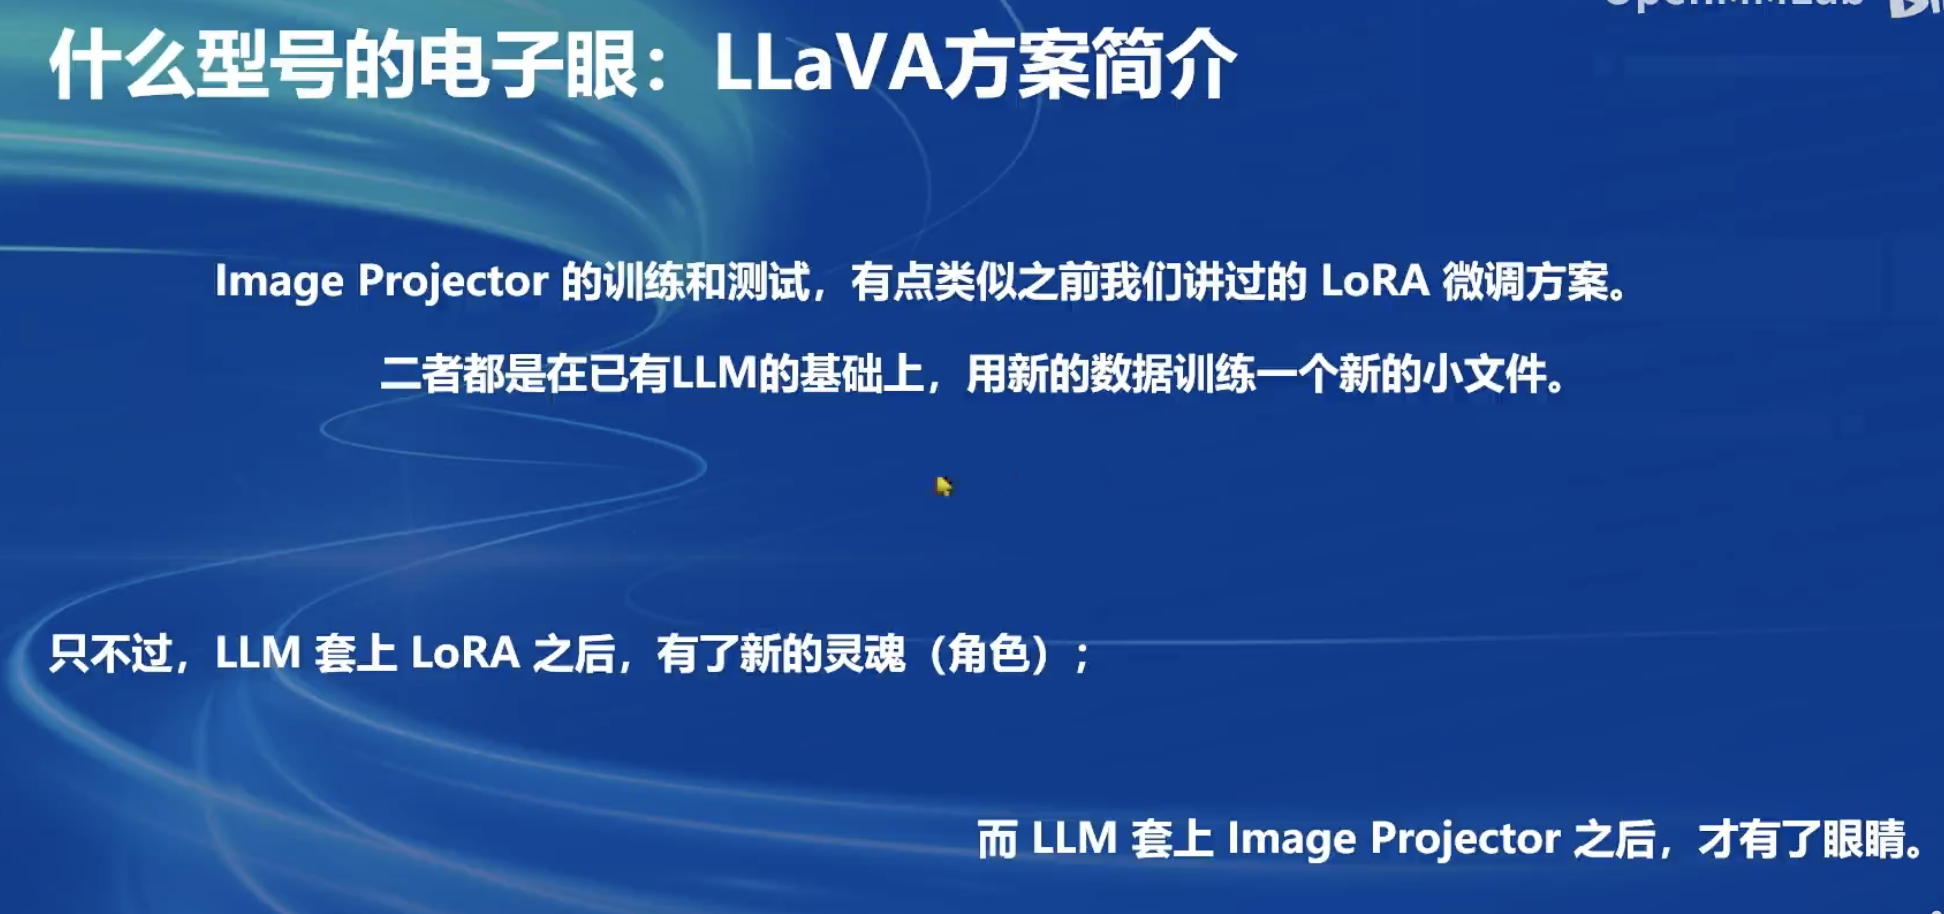 什么型号的电子眼：LLaVA方案简介
Image Projector 的训练和测试，有点类似之前我们讲过的 LoRA 微调方案。
二者都是在已有LLM的基础上，用新的数据训练一个新的小文件。
只不过，LLM 套上 LoRA 之后，有了新的灵魂（角色）；
而 LLM 套上 Image Projector 之后，才有了眼睛。